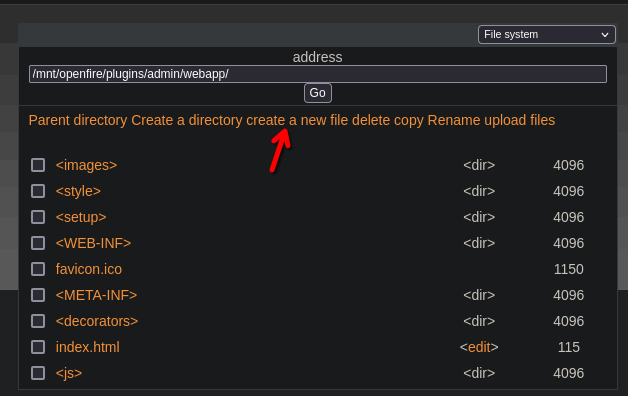 File system
address
/mnt/openfire/plugins/admin/webapp/
Go
Parent directory Create a directory create a new file delete copy Rename upload files
<images> <dir> 4096
<style> <dir> 4096
<setup> <dir> 4096
<WEB-INF> <dir> 4096
favicon.ico 1150
<META-INF> <dir> 4096
<decorators> <dir> 4096
index.html <edit> 115
<js> <dir> 4096